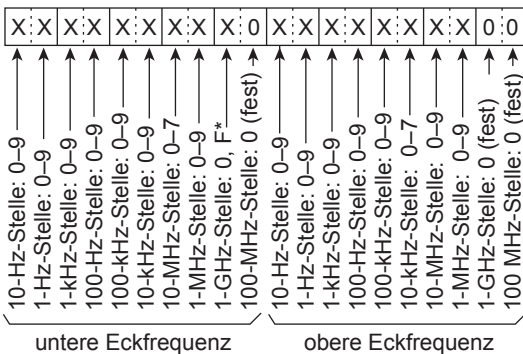 X X X X X X X X X 0 X X X X X X X X 0 0
10-Hz-Stelle: 0–9
1-Hz-Stelle: 0–9
1-kHz-Stelle: 0–9
100-Hz-Stelle: 0–9
100-kHz-Stelle: 0–9
10-kHz-Stelle: 0–9
10-MHz-Stelle: 0–7
1-MHz-Stelle: 0–9
1-GHz-Stelle: 0, F*
100-MHz-Stelle: 0 (fest)
10-Hz-Stelle: 0–9
1-Hz-Stelle: 0–9
1-kHz-Stelle: 0–9
100-Hz-Stelle: 0–9
100-kHz-Stelle: 0–9
10-kHz-Stelle: 0–7
10-MHz-Stelle: 0–9
1-MHz-Stelle: 0–9
1-GHz-Stelle: 0 (fest)
100 MHz-Stelle: 0 (fest)
untere Eckfrequenz
obere Eckfrequenz